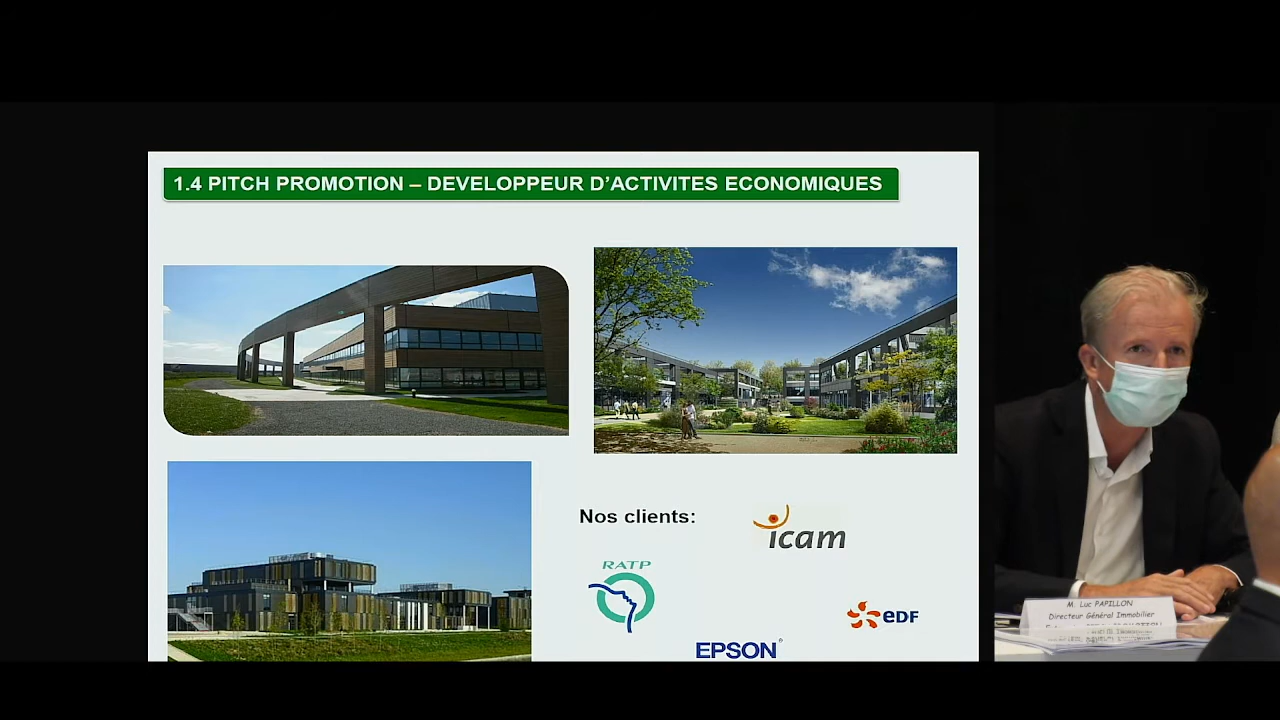 1.4 PITCH PROMOTION – DEVELOPPEUR D'ACTIVITES ECONOMIQUES
Nos clients:
icam
RATP
eDF
EPSON
M. Luc PAPILLON
Directeur Général Immobilier